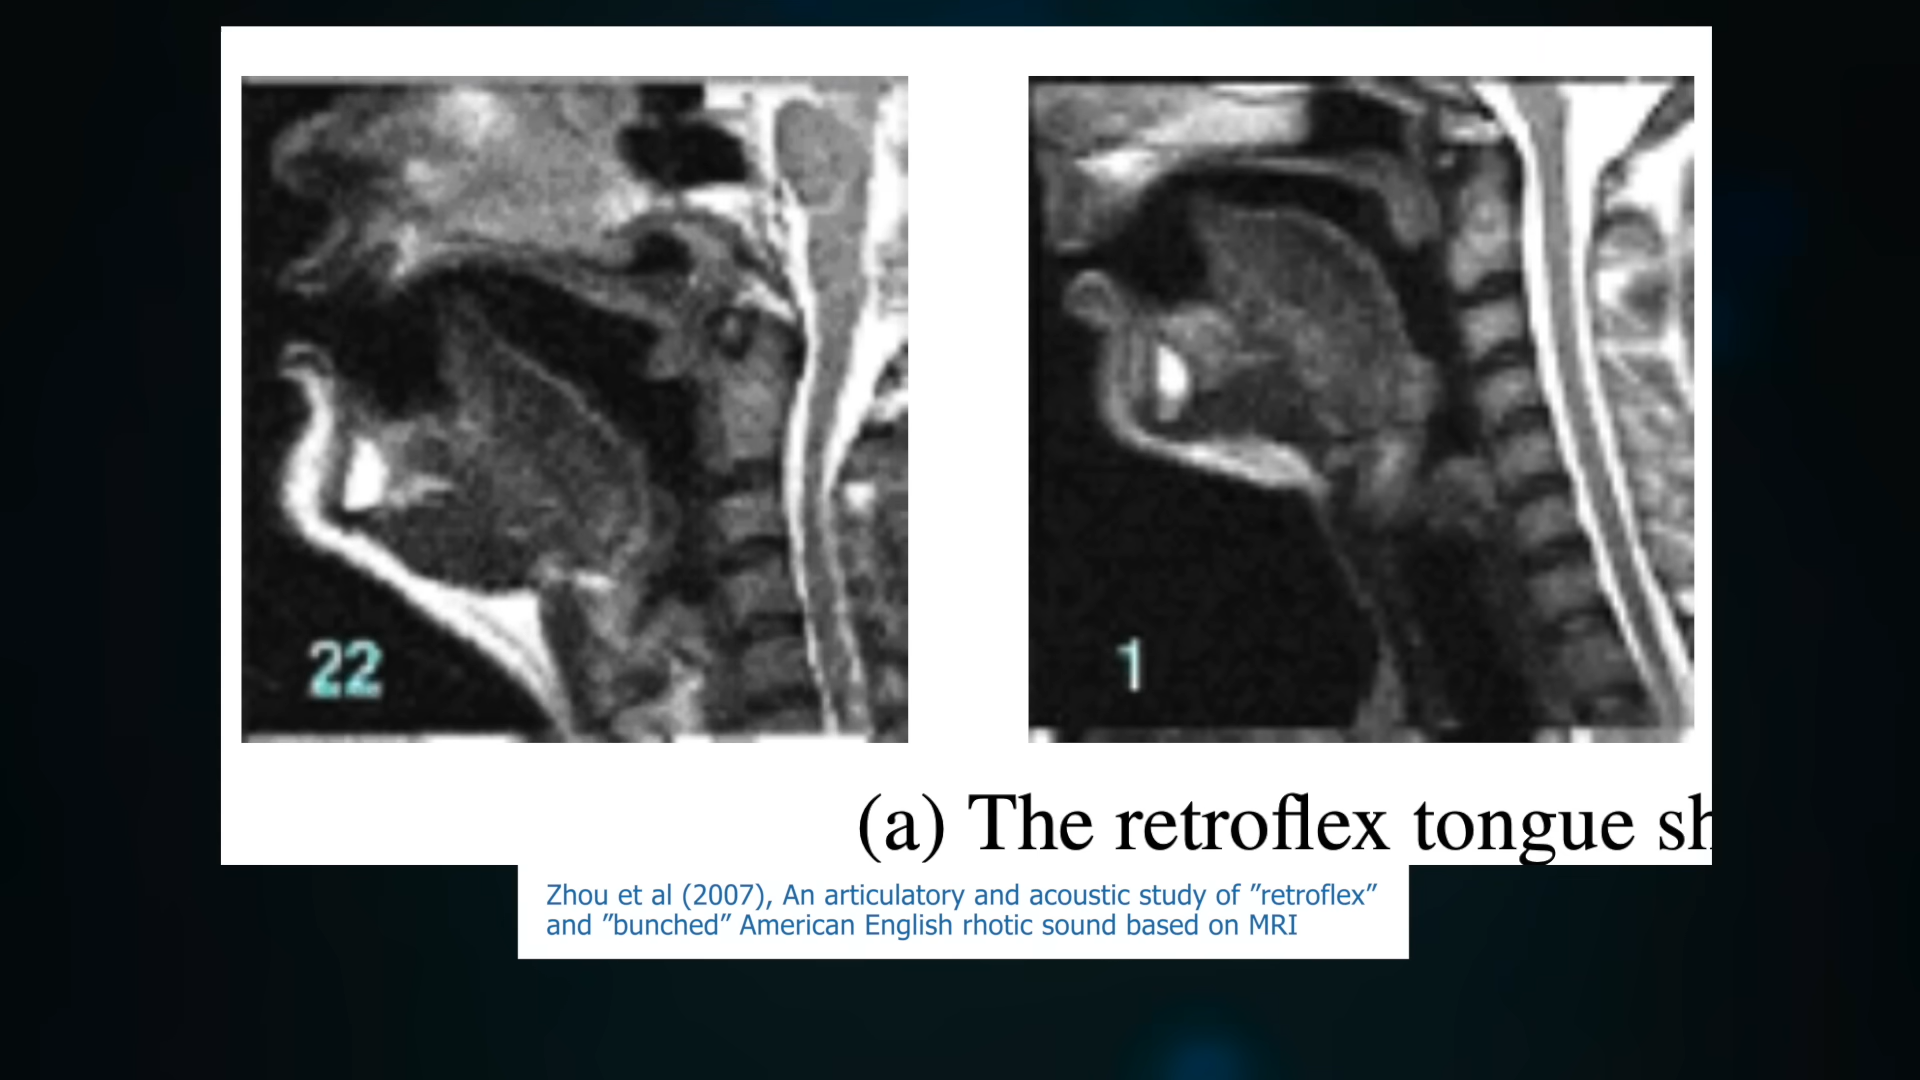 22
1
(a) The retroflex tongue sh
Zhou et al (2007), An articulatory and acoustic study of ”retroflex”
and ”bunched” American English rhotic sound based on MRI